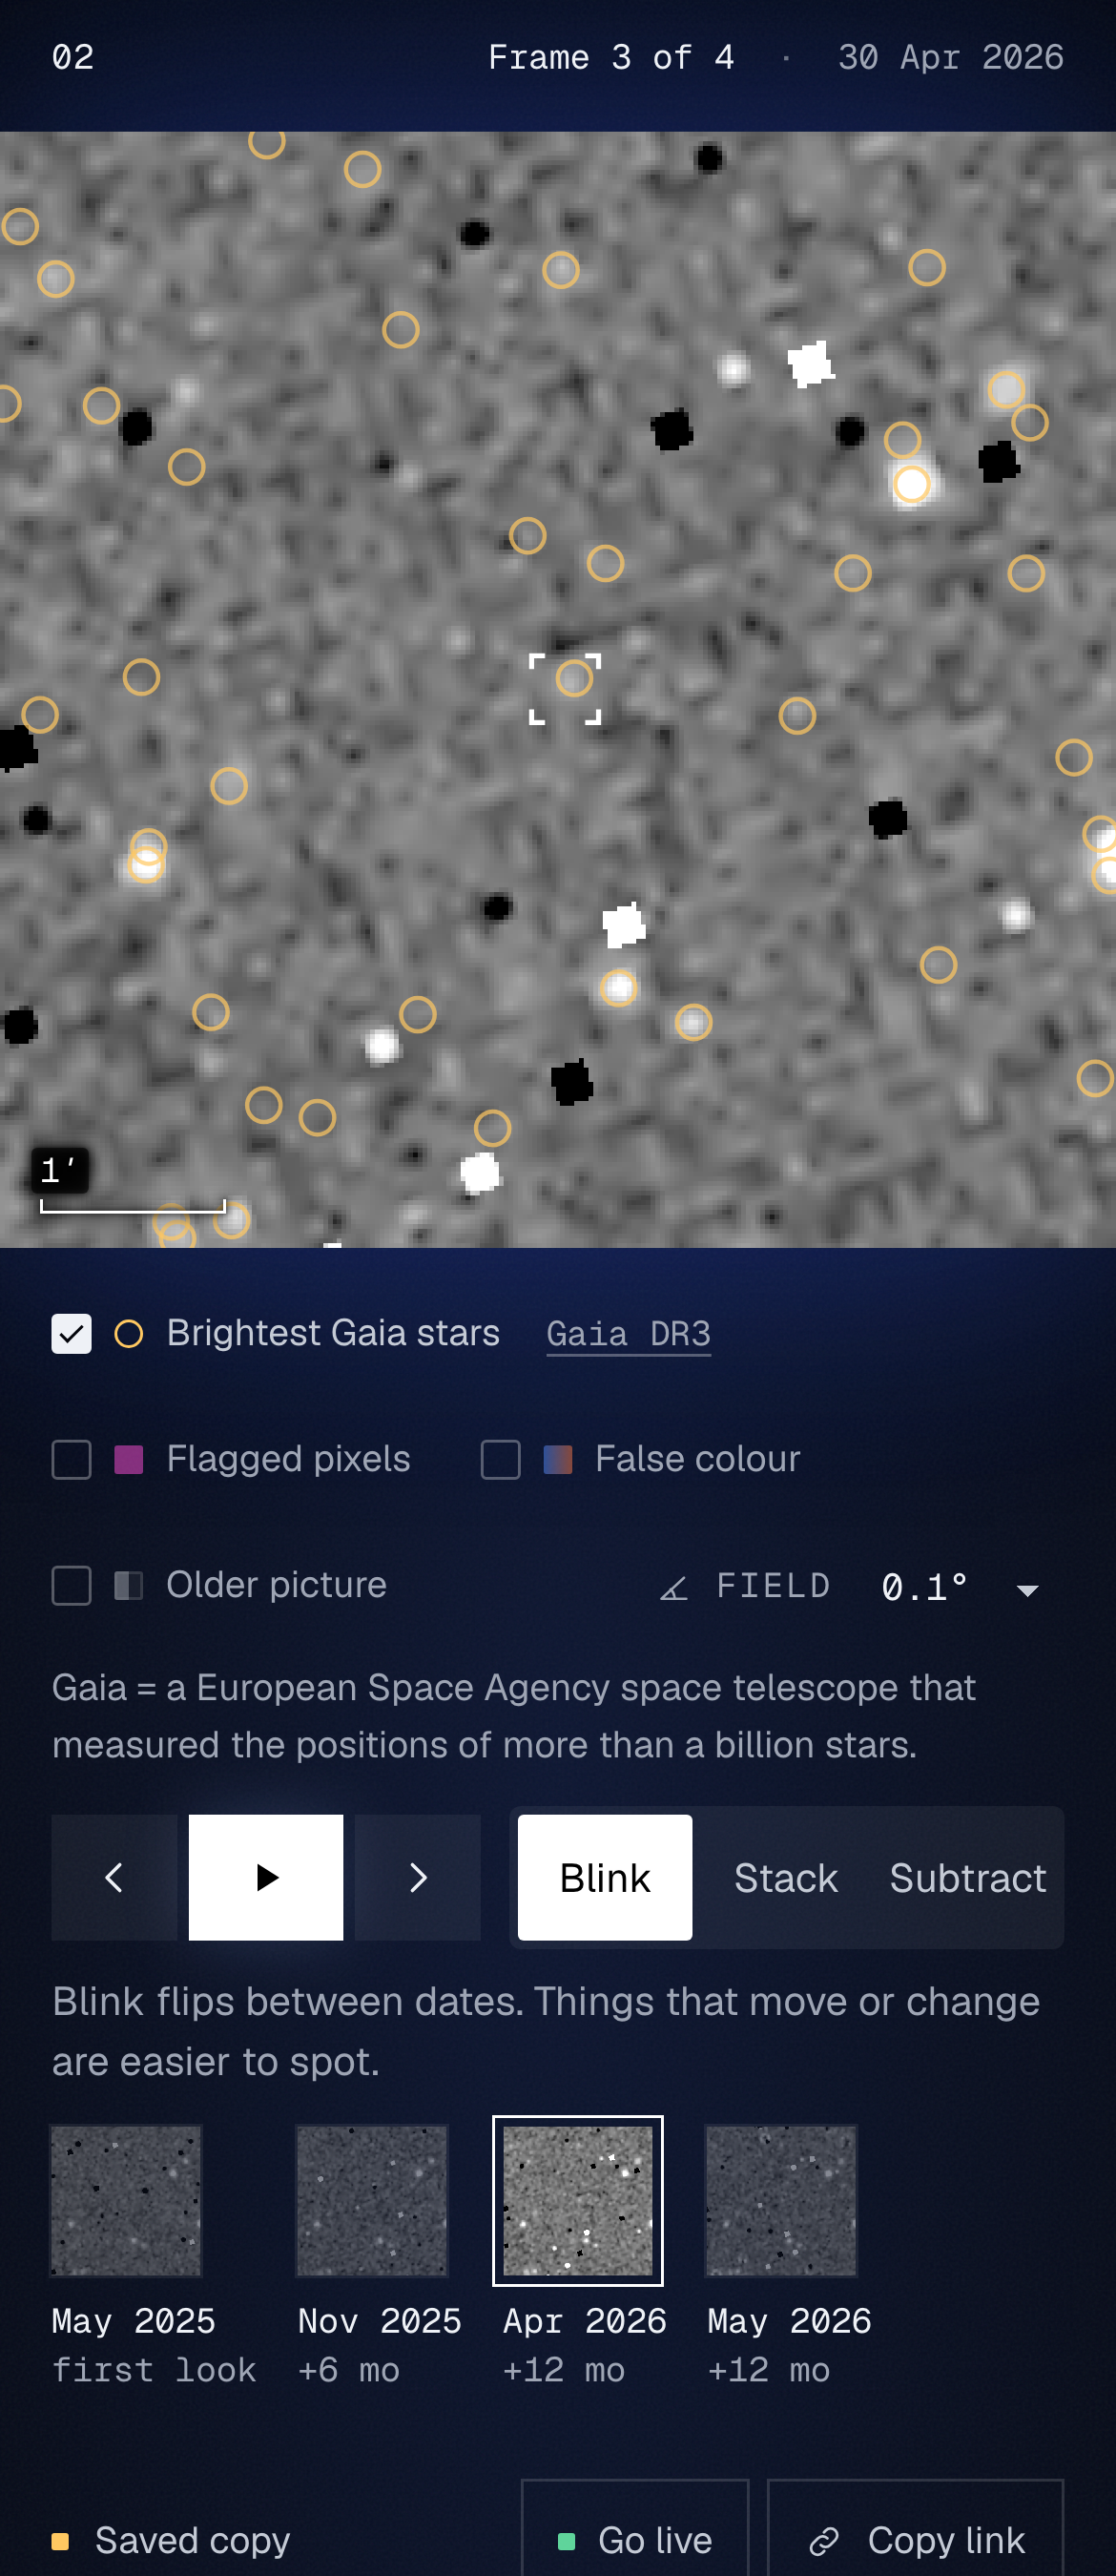 02 Frame 3 of 4 · 30 Apr 2026
1′
Brightest Gaia stars Gaia DR3
Flagged pixels False colour
Older picture FIELD 0.1°
Gaia = a European Space Agency space telescope that
measured the positions of more than a billion stars.
Blink Stack Subtract
Blink flips between dates. Things that move or change
are easier to spot.
May 2025 Nov 2025 Apr 2026 May 2026
first look +6 mo +12 mo +12 mo
Saved copy Go live Copy link